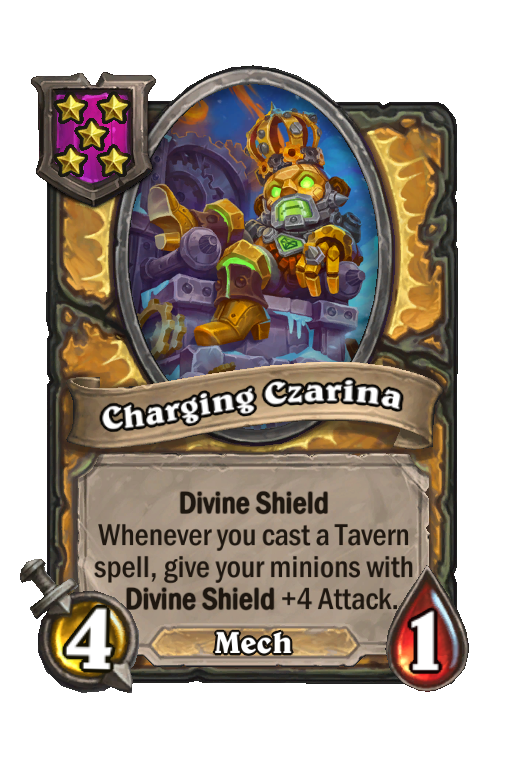 Charging Czarina
Divine Shield
Whenever you cast a Tavern
spell, give your minions with
Divine Shield +4 Attack.
4
Mech
1